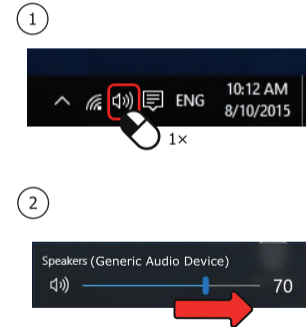 1
10:12 AM
ENG
8/10/2015
1×
2
Speakers (Generic Audio Device)
70